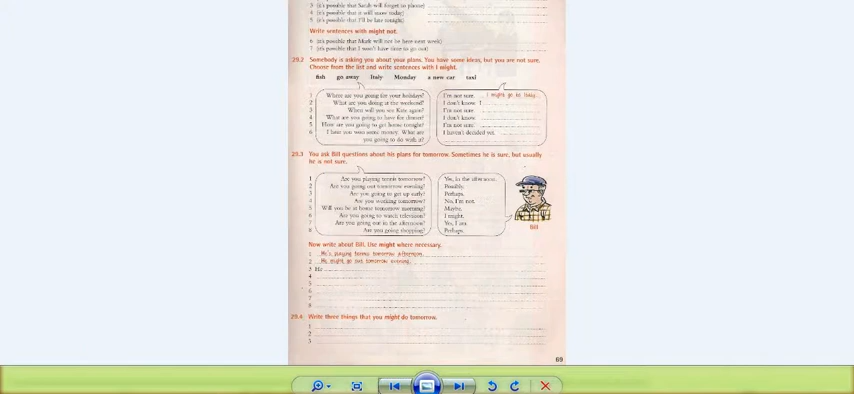 3 (it's possible that Sarah will forget to phone)
4 (it's possible that it will snow today)
5 (it's possible that I'll be late tonight)
Write sentences with might not.
6 (it's possible that Mark will not be here next week)
7 (it's possible that I won't have time to go out)
29.2 Somebody is asking you about your plans. You have some ideas, but you are not sure.
Choose from the list and write sentences with I might.
fish go away Italy Monday a new car taxi
1 Where are you going for your holidays? I'm not sure. I might go to Italy.
2 What are you doing at the weekend? I don't know. I
3 When will you see Kate again? I'm not sure.
4 What are you going to have for dinner? I don't know.
5 How are you going to get home tonight? I'm not sure.
6 I hear you won some money. What are I haven't decided yet.
you going to do with it?
29.3 You ask Bill questions about his plans for tomorrow. Sometimes he is sure, but usually
he is not sure.
1 Are you playing tennis tomorrow? Yes, in the afternoon.
2 Are you going out tomorrow evening? Possibly.
3 Are you going to get up early? Perhaps.
4 Are you working tomorrow? No, I'm not.
5 Will you be at home tomorrow morning? Maybe.
6 Are you going to watch television? I might.
7 Are you going out in the afternoon? Yes, I am.
8 Are you going shopping? Perhaps.
Bill
Now write about Bill. Use might where necessary.
1 He's playing tennis tomorrow afternoon.
2 He might go out tomorrow evening.
3 He
4
5
6
7
8
29.4 Write three things that you might do tomorrow.
1
2
3
69